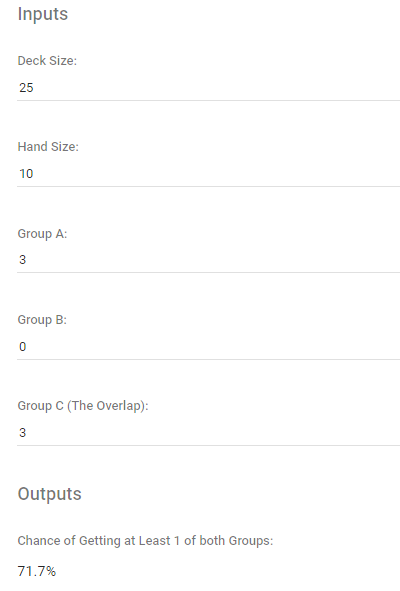 Inputs
Deck Size:
25
Hand Size:
10
Group A:
3
Group B:
0
Group C (The Overlap):
3
Outputs
Chance of Getting at Least 1 of both Groups:
71.7%